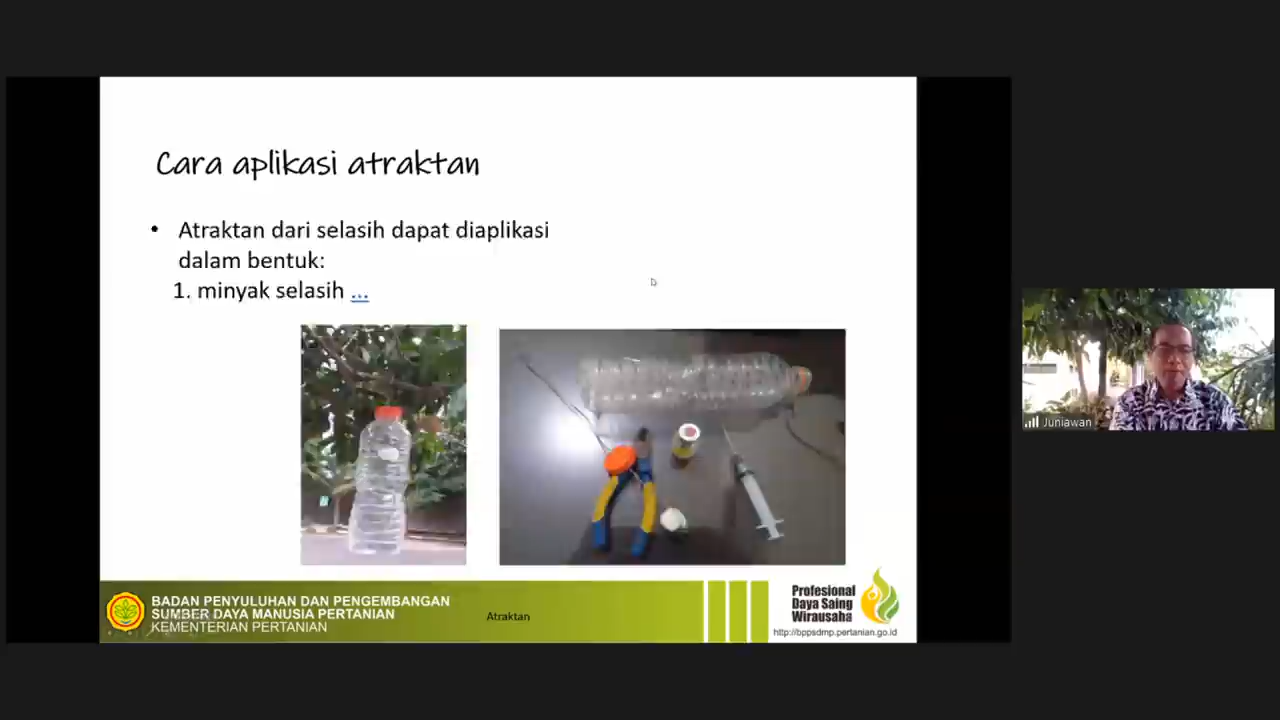 Cara aplikasi atraktan
• Atraktan dari selasih dapat diaplikasi
dalam bentuk:
1. minyak selasih ...
Juniawan
BADAN PENYULUHAN DAN PENGEMBANGAN
SUMBER DAYA MANUSIA PERTANIAN
KEMENTERIAN PERTANIAN
Atraktan
Profesional
Daya Saing
Wirausaha
http://bppsdmp.pertanian.go.id